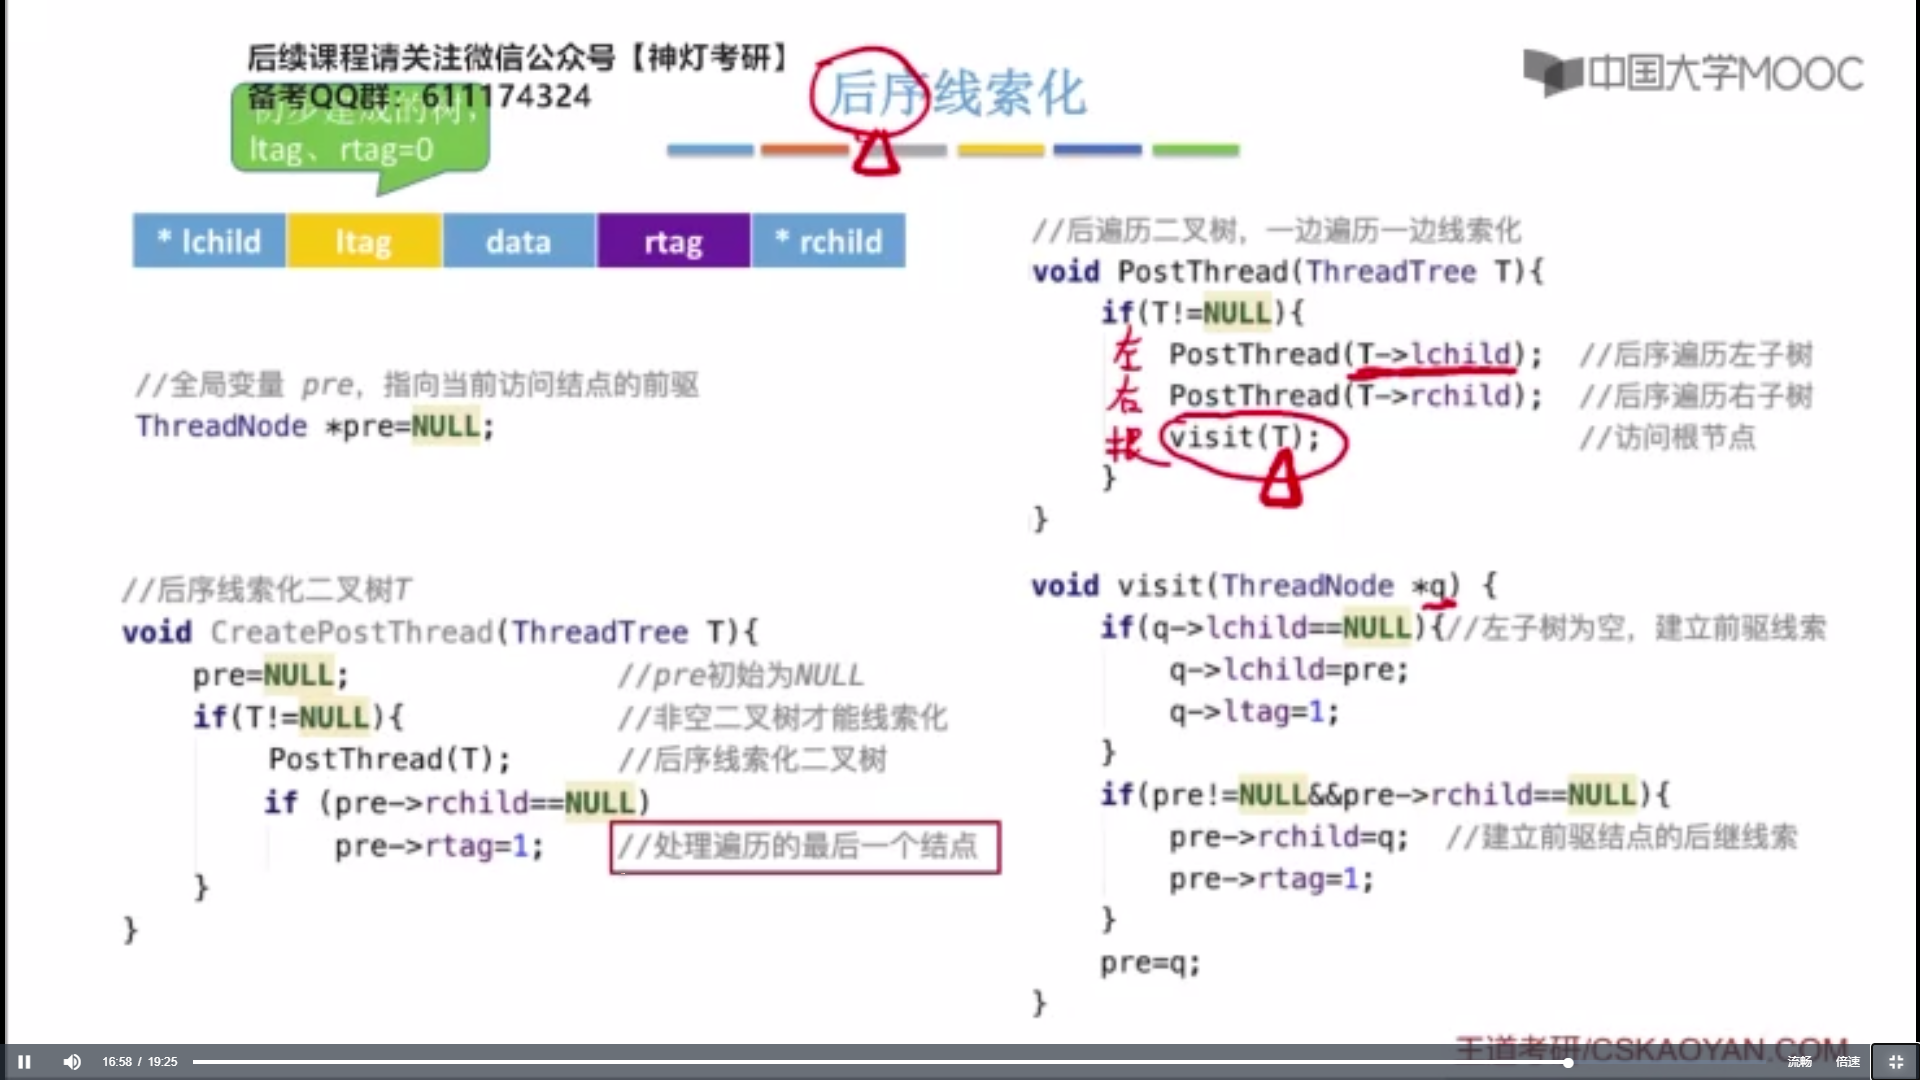 后续课程请关注微信公众号【神灯考研】
备考QQ群：611174324
初步建成的树，
ltag、rtag=0
后序线索化
中国大学MOOC
* lchild ltag data rtag * rchild
//全局变量 pre，指向当前访问结点的前驱
ThreadNode *pre=NULL;
//后序线索化二叉树T
void CreatePostThread(ThreadTree T){
pre=NULL; //pre初始为NULL
if(T!=NULL){ //非空二叉树才能线索化
PostThread(T); //后序线索化二叉树
if (pre->rchild==NULL)
pre->rtag=1; //处理遍历的最后一个结点
}
}
//后遍历二叉树，一边遍历一边线索化
void PostThread(ThreadTree T){
if(T!=NULL){
左 PostThread(T->lchild); //后序遍历左子树
右 PostThread(T->rchild); //后序遍历右子树
根 visit(T); //访问根节点
}
}
void visit(ThreadNode *q) {
if(q->lchild==NULL){//左子树为空，建立前驱线索
q->lchild=pre;
q->ltag=1;
}
if(pre!=NULL&&pre->rchild==NULL){
pre->rchild=q; //建立前驱结点的后继线索
pre->rtag=1;
}
pre=q;
}
王道考研/CSKAOYAN.COM
16:58 / 19:25
流畅 倍速